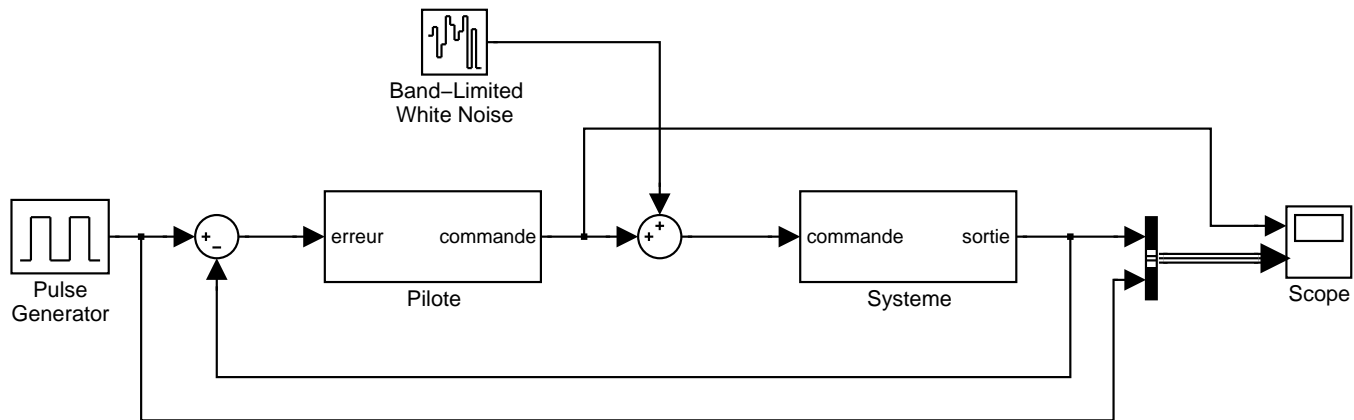 Band−Limited
White Noise
erreur
commande
commande
sortie
Pulse
Generator
Pilote
Systeme
Scope